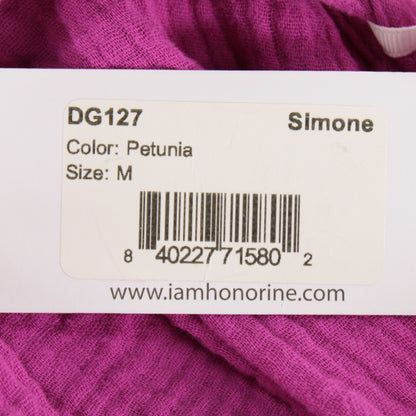 DG127 Simone
Color: Petunia
Size: M
8 40227 71580 2
www.iamhonorine.com